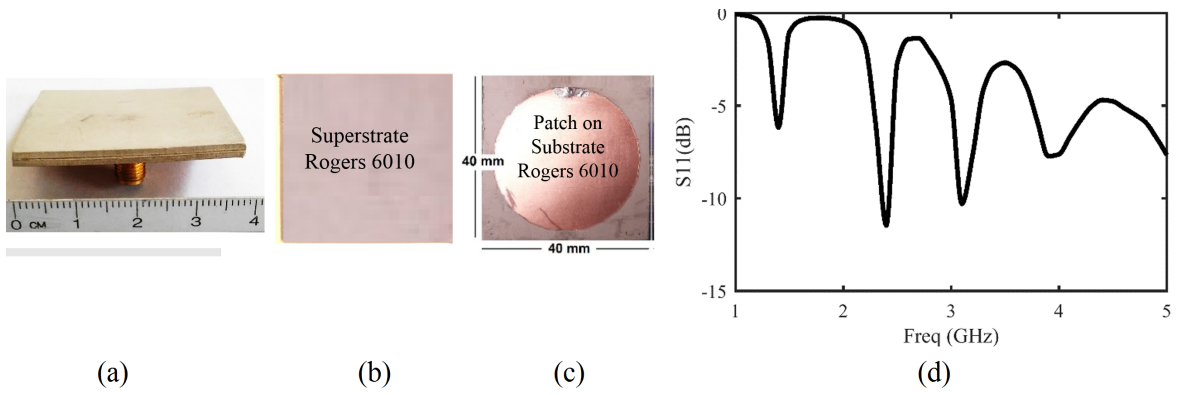 0 CM 1 2 3 4
Superstrate
Rogers 6010
Patch on
Substrate
Rogers 6010
40 mm
40 mm
0
-5
-10
-15
S11(dB)
1 2 3 4 5
Freq (GHz)
(a) (b) (c) (d)